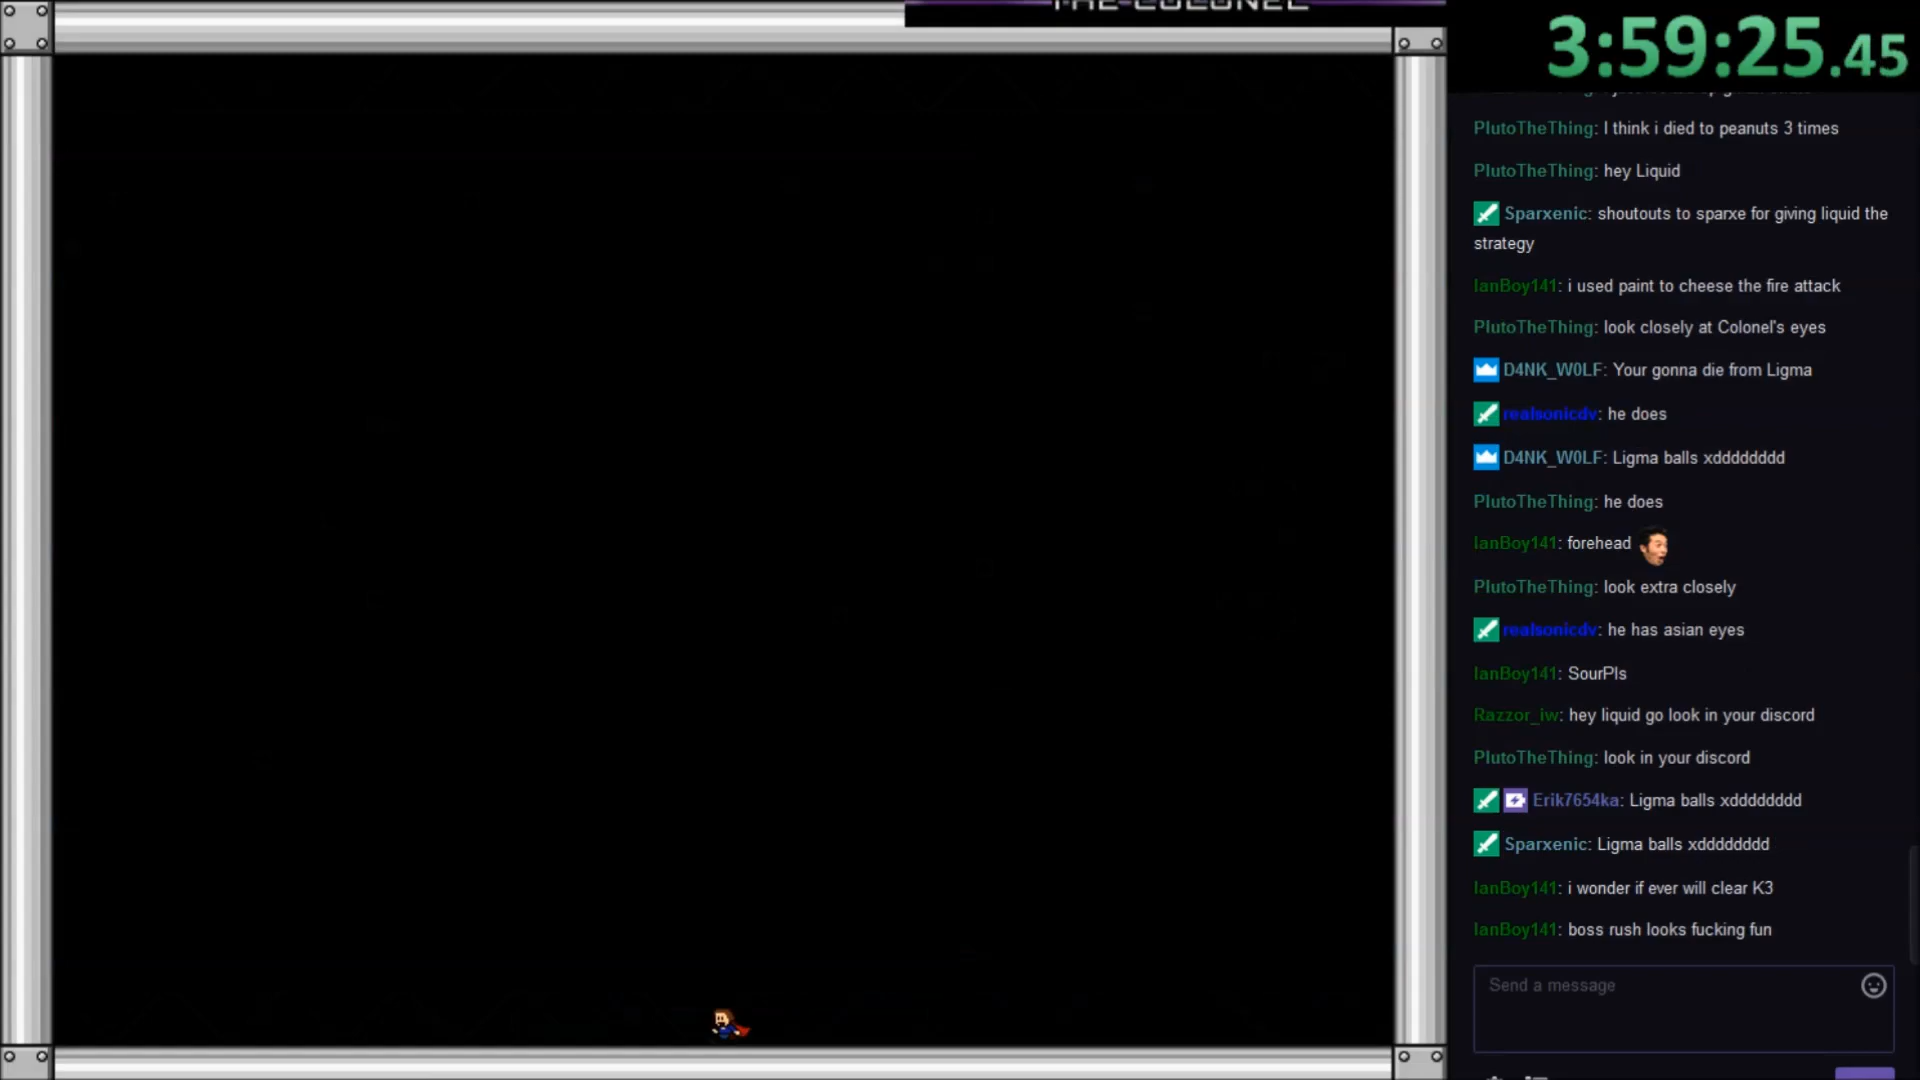 THE COLONEL
3:59:25.45
PlutoTheThing: I think i died to peanuts 3 times
PlutoTheThing: hey Liquid
Sparxenic: shoutouts to sparxe for giving liquid the
strategy
IanBoy141: i used paint to cheese the fire attack
PlutoTheThing: look closely at Colonel's eyes
D4NK_W0LF: Your gonna die from Ligma
realsonicdv: he does
D4NK_W0LF: Ligma balls xdddddddd
PlutoTheThing: he does
IanBoy141: forehead
PlutoTheThing: look extra closely
realsonicdv: he has asian eyes
IanBoy141: SourPls
Razzor_iw: hey liquid go look in your discord
PlutoTheThing: look in your discord
Erik7654ka: Ligma balls xdddddddd
Sparxenic: Ligma balls xdddddddd
IanBoy141: i wonder if ever will clear K3
IanBoy141: boss rush looks fucking fun
Send a message